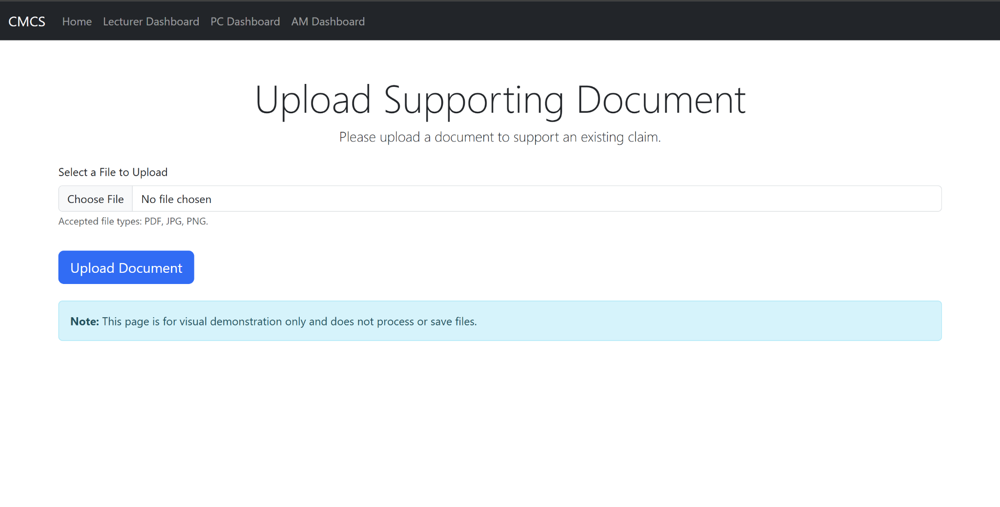 CMCS Home Lecturer Dashboard PC Dashboard AM Dashboard
Upload Supporting Document
Please upload a document to support an existing claim.
Select a File to Upload
Choose File No file chosen
Accepted file types: PDF, JPG, PNG.
Upload Document
Note: This page is for visual demonstration only and does not process or save files.